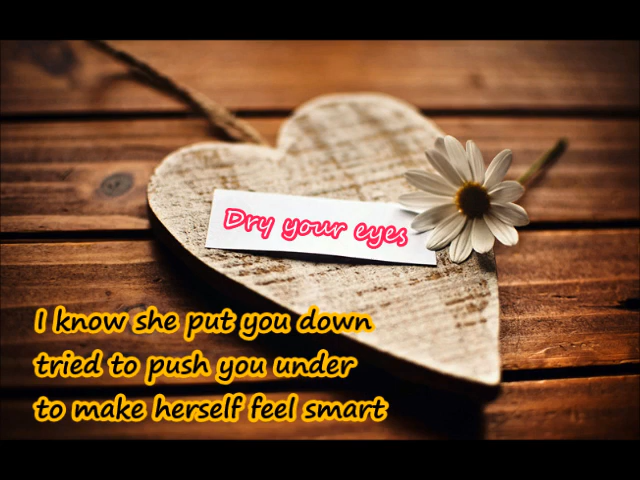 Dry your eyes
I know she put you down
tried to push you under
to make herself feel smart